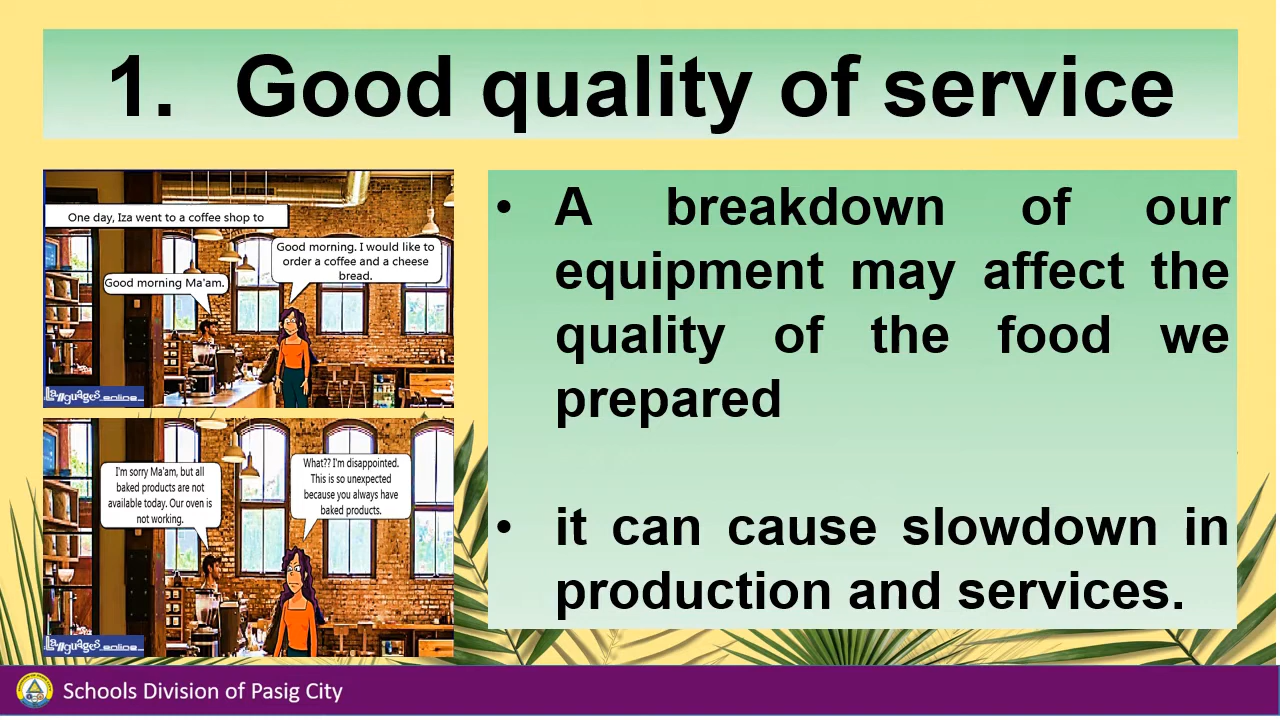 1. Good quality of service
One day, Iza went to a coffee shop to
Good morning. I would like to
order a coffee and a cheese
bread.
Good morning Ma'am.
Languages online
I'm sorry Ma'am, but all
baked products are not
available today. Our oven is
not working.
What?? I'm disappointed.
This is so unexpected
because you always have
baked products.
Languages online
• A breakdown of our
equipment may affect the
quality of the food we
prepared
• it can cause slowdown in
production and services.
Schools Division of Pasig City